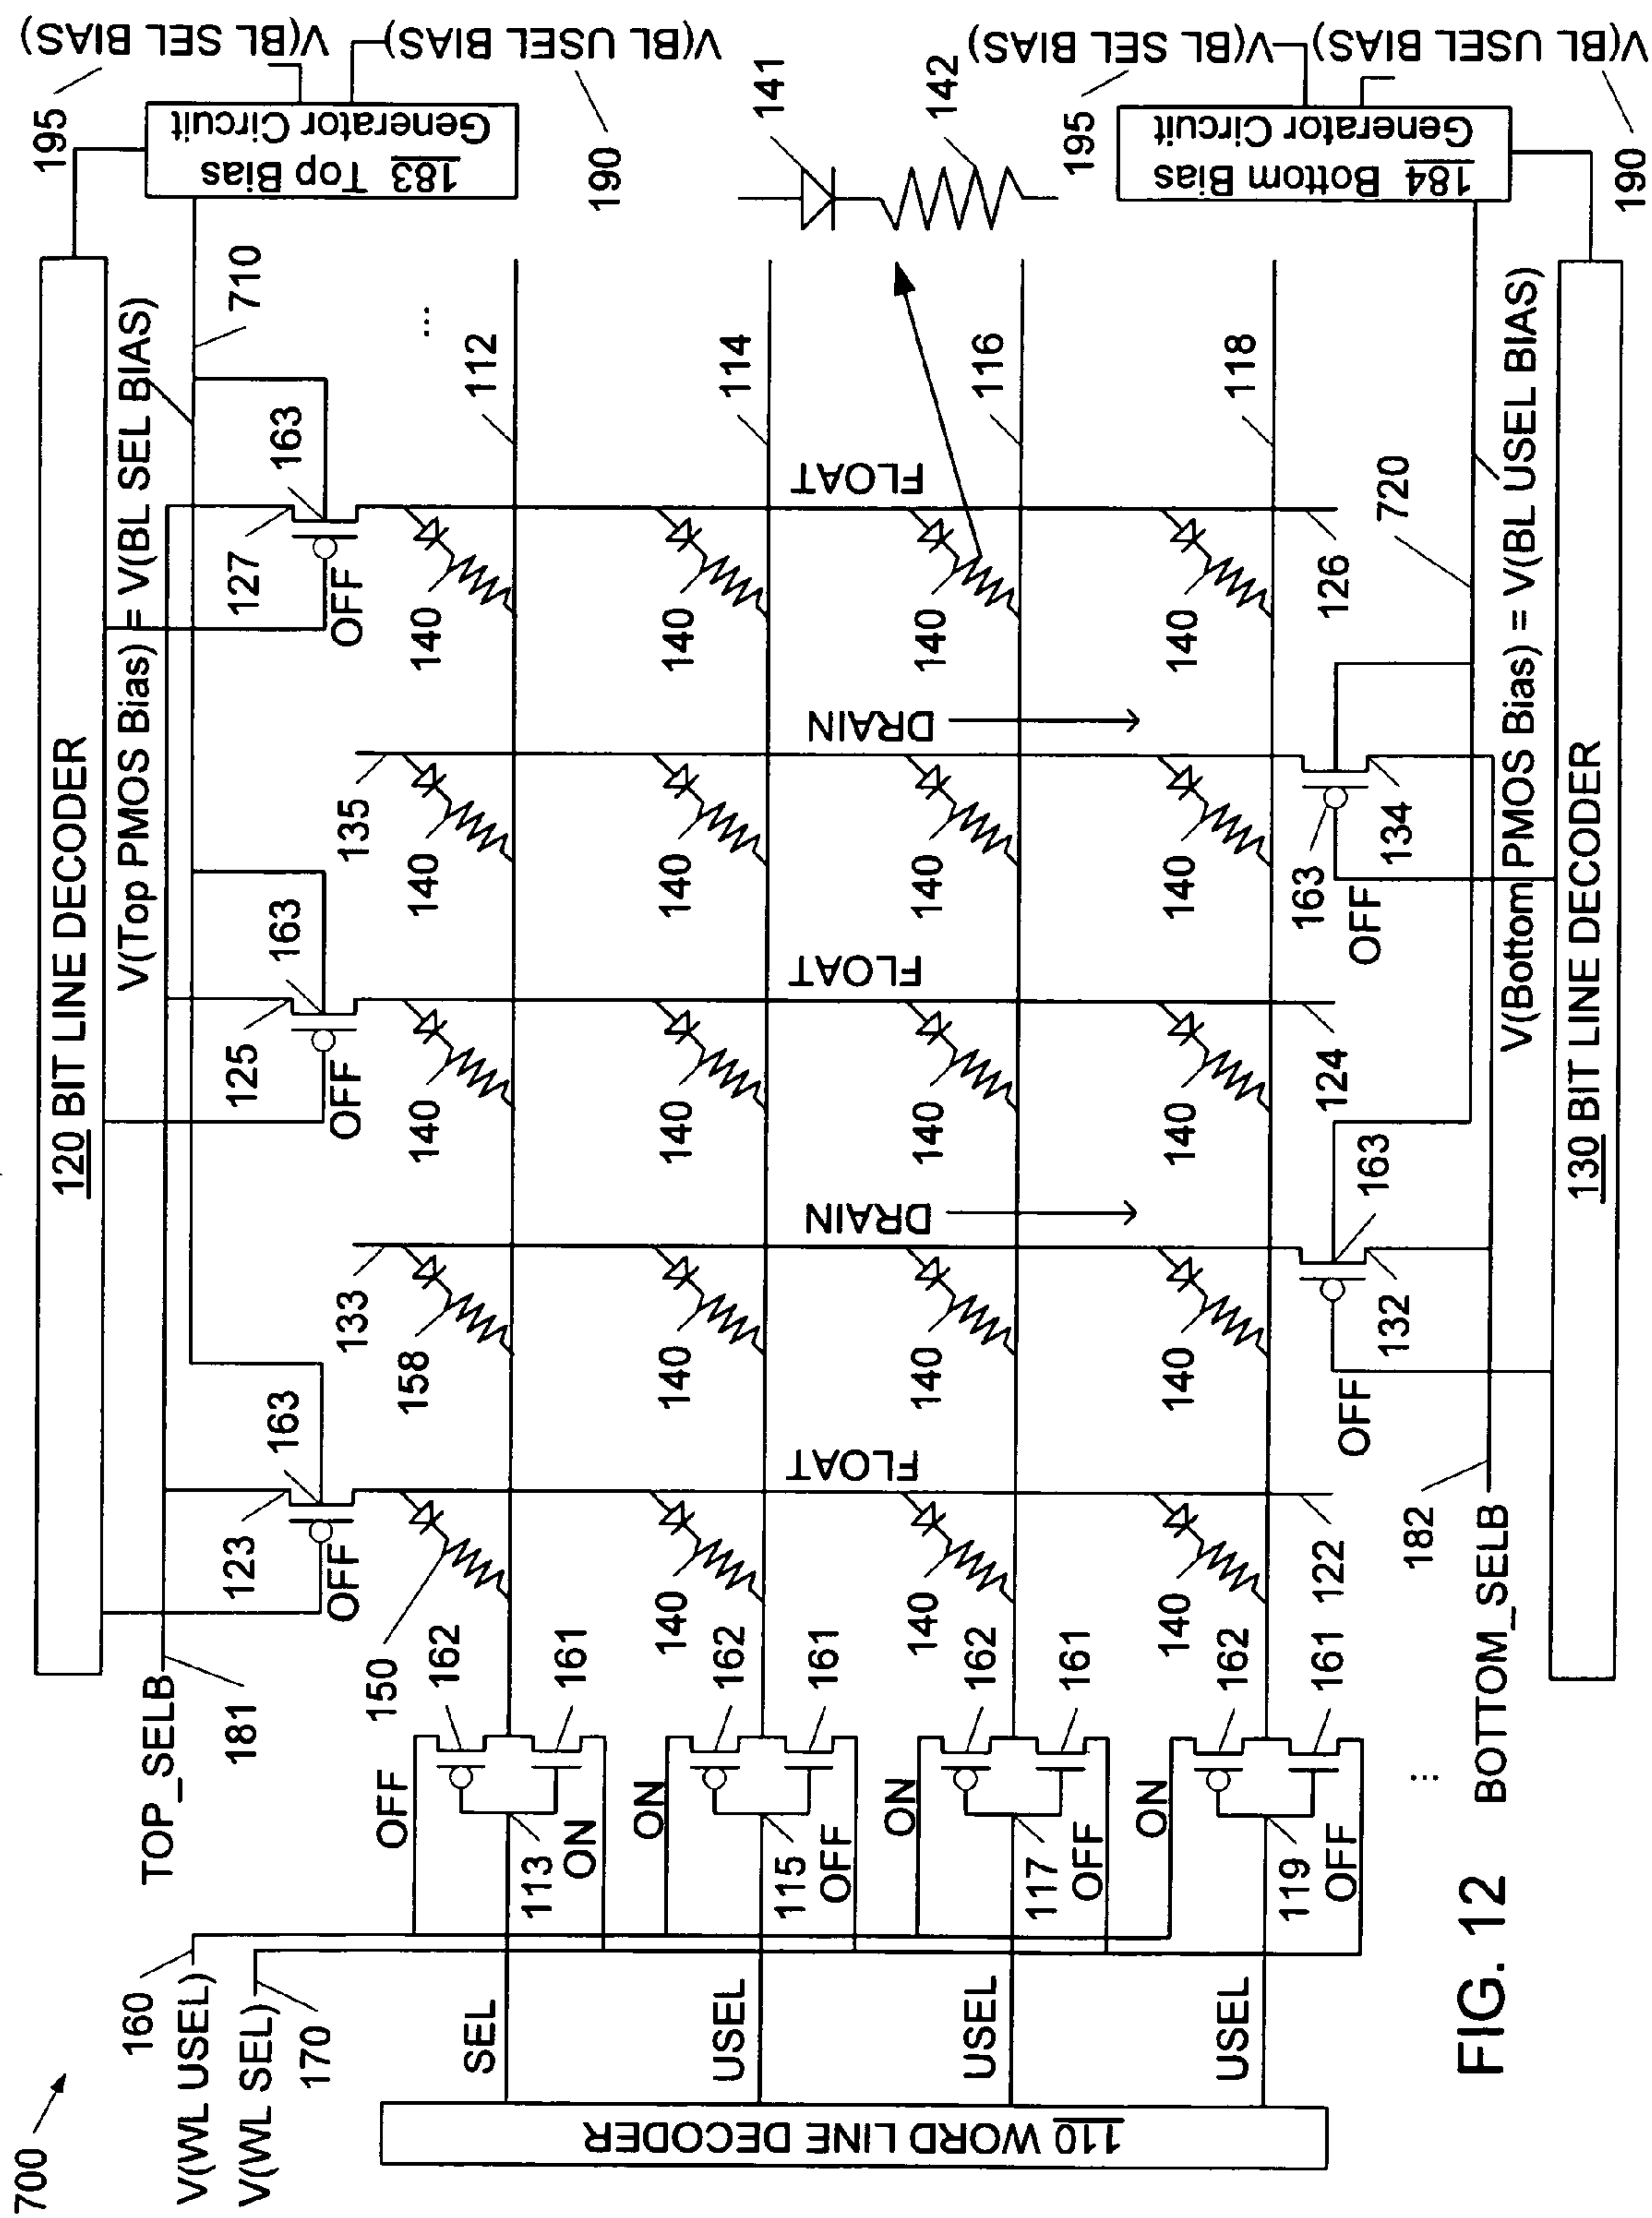 700
120 BIT LINE DECODER
195
V(BL SEL BIAS)
160
V(WL USEL)
V(WL SEL)
170
TOP_SELB
181
V(Top PMOS Bias) = V(BL SEL BIAS)
710
183 Top Bias
Generator Circuit
V(BL USEL BIAS)
190
123
163
OFF
125
163
OFF
127
163
OFF
150
133
135
OFF
162
158
140
140
140
...
SEL
113
ON
161
112
ON
162
140
140
140
140
140
USEL
115
OFF
161
114
141
FLOAT
DRAIN
FLOAT
DRAIN
FLOAT
ON
162
140
140
140
140
140
142
USEL
117
OFF
161
116
ON
162
140
140
140
140
140
USEL
119
OFF
161
118
110 WORD LINE DECODER
122
124
126
OFF
163
132
163
OFF
134
720
182
...
BOTTOM_SELB
V(Bottom PMOS Bias) = V(BL USEL BIAS)
195
V(BL SEL BIAS)
184 Bottom Bias
Generator Circuit
V(BL USEL BIAS)
190
130 BIT LINE DECODER
FIG. 12